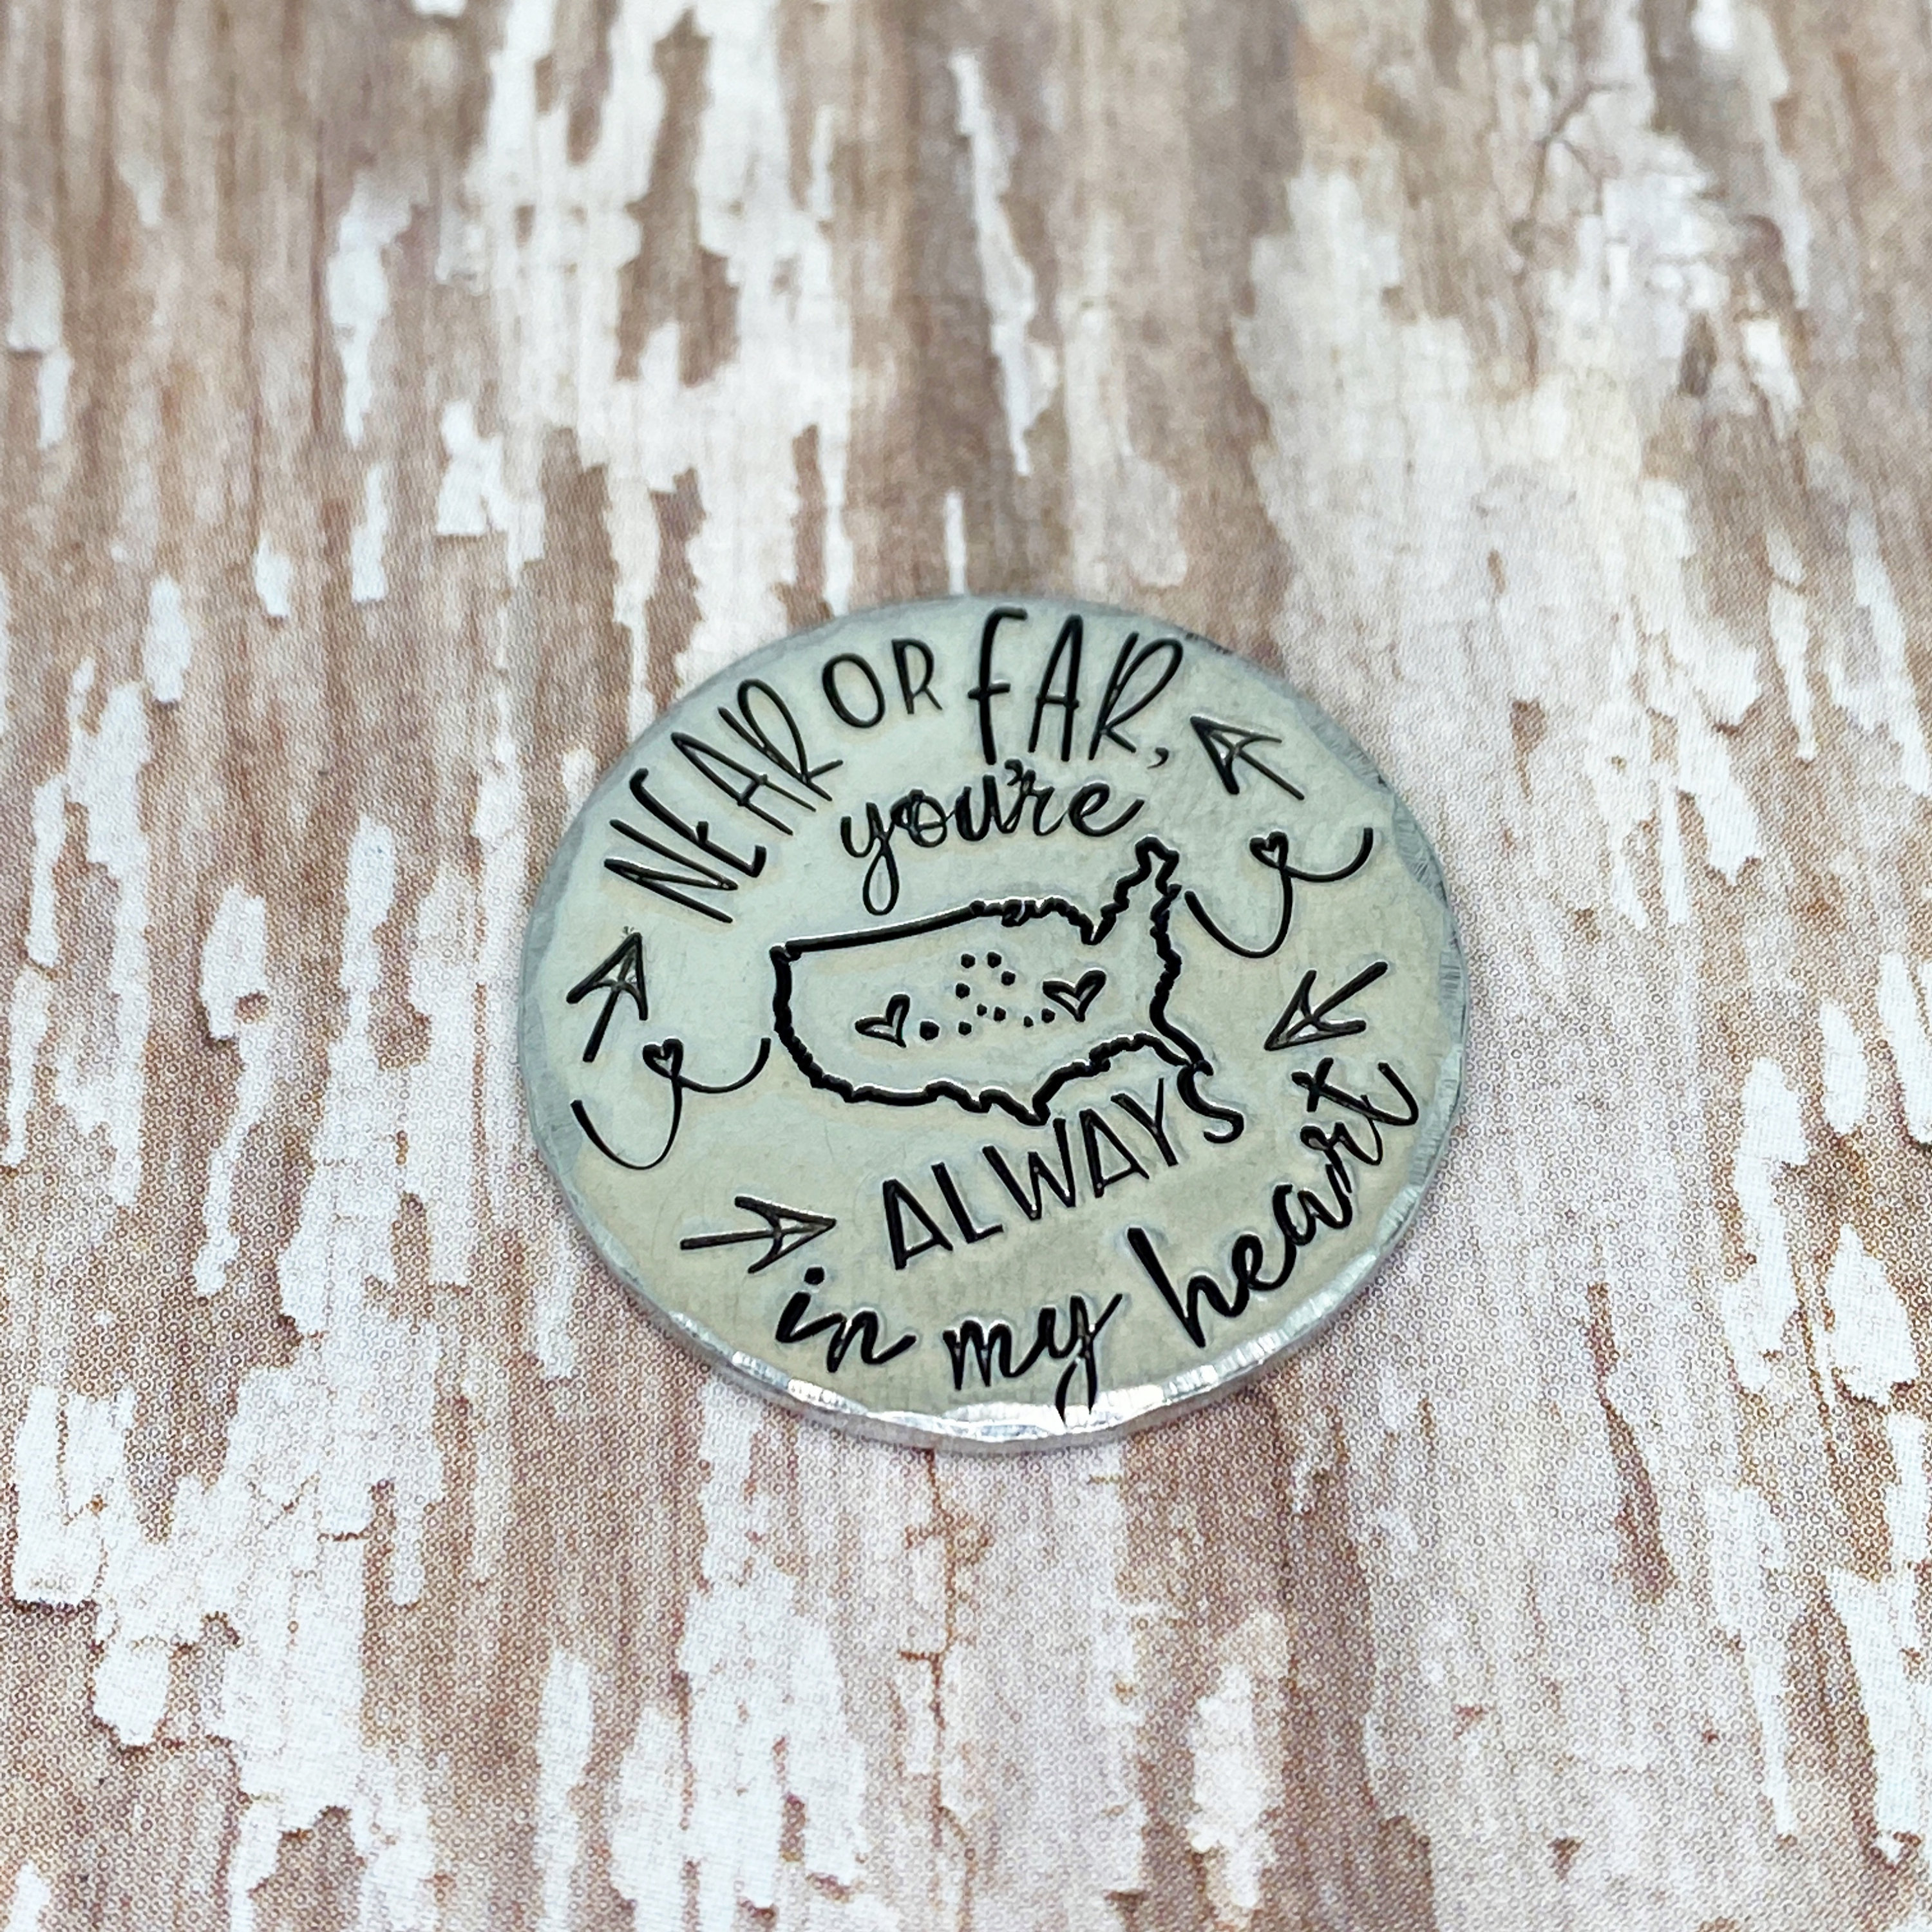 NEAR OR FAR,
you're
ALWAYS
in my heart